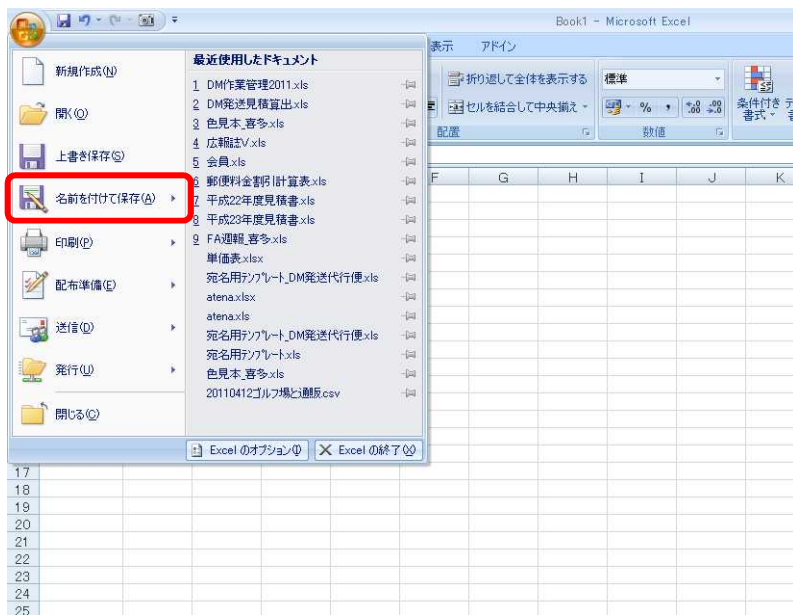 Book1 - Microsoft Excel
表示 アドイン
新規作成(N)
開く(O)
上書き保存(S)
名前を付けて保存(A)
印刷(P)
配布準備(E)
送信(D)
発行(U)
閉じる(C)
最近使用したドキュメント
1 DM作業管理2011.xls
2 DM発送見積算出.xls
3 色見本_喜多.xls
4 広報誌V.xls
5 会員.xls
6 郵便料金割引計算表.xls
7 平成22年度見積書.xls
8 平成23年度見積書.xls
9 FA週報_喜多.xls
単価表.xlsx
宛名用テンプレート_DM発送代行便.xls
atena.xlsx
atena.xls
宛名用テンプレート_DM発送代行便.xls
宛名用テンプレート.xls
色見本_喜多.xls
20110412ゴルフ場と通販.csv
Excel のオプション(I)
Excel の終了(X)
折り返して全体を表示する
セルを結合して中央揃え
配置
標準
%
数値
条件付き
書式
F G H I J K
17
18
19
20
21
22
23
24
25